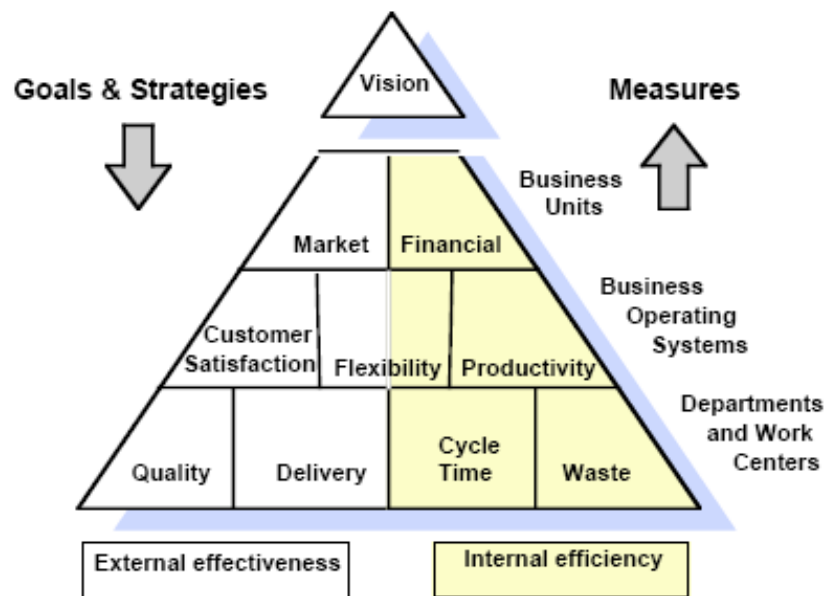 Vision
Goals & Strategies
Measures
Business
Units
Market
Financial
Business
Operating
Systems
Customer
Satisfaction
Flexibility
Productivity
Departments
and Work
Centers
Quality
Delivery
Cycle
Time
Waste
External effectiveness
Internal efficiency